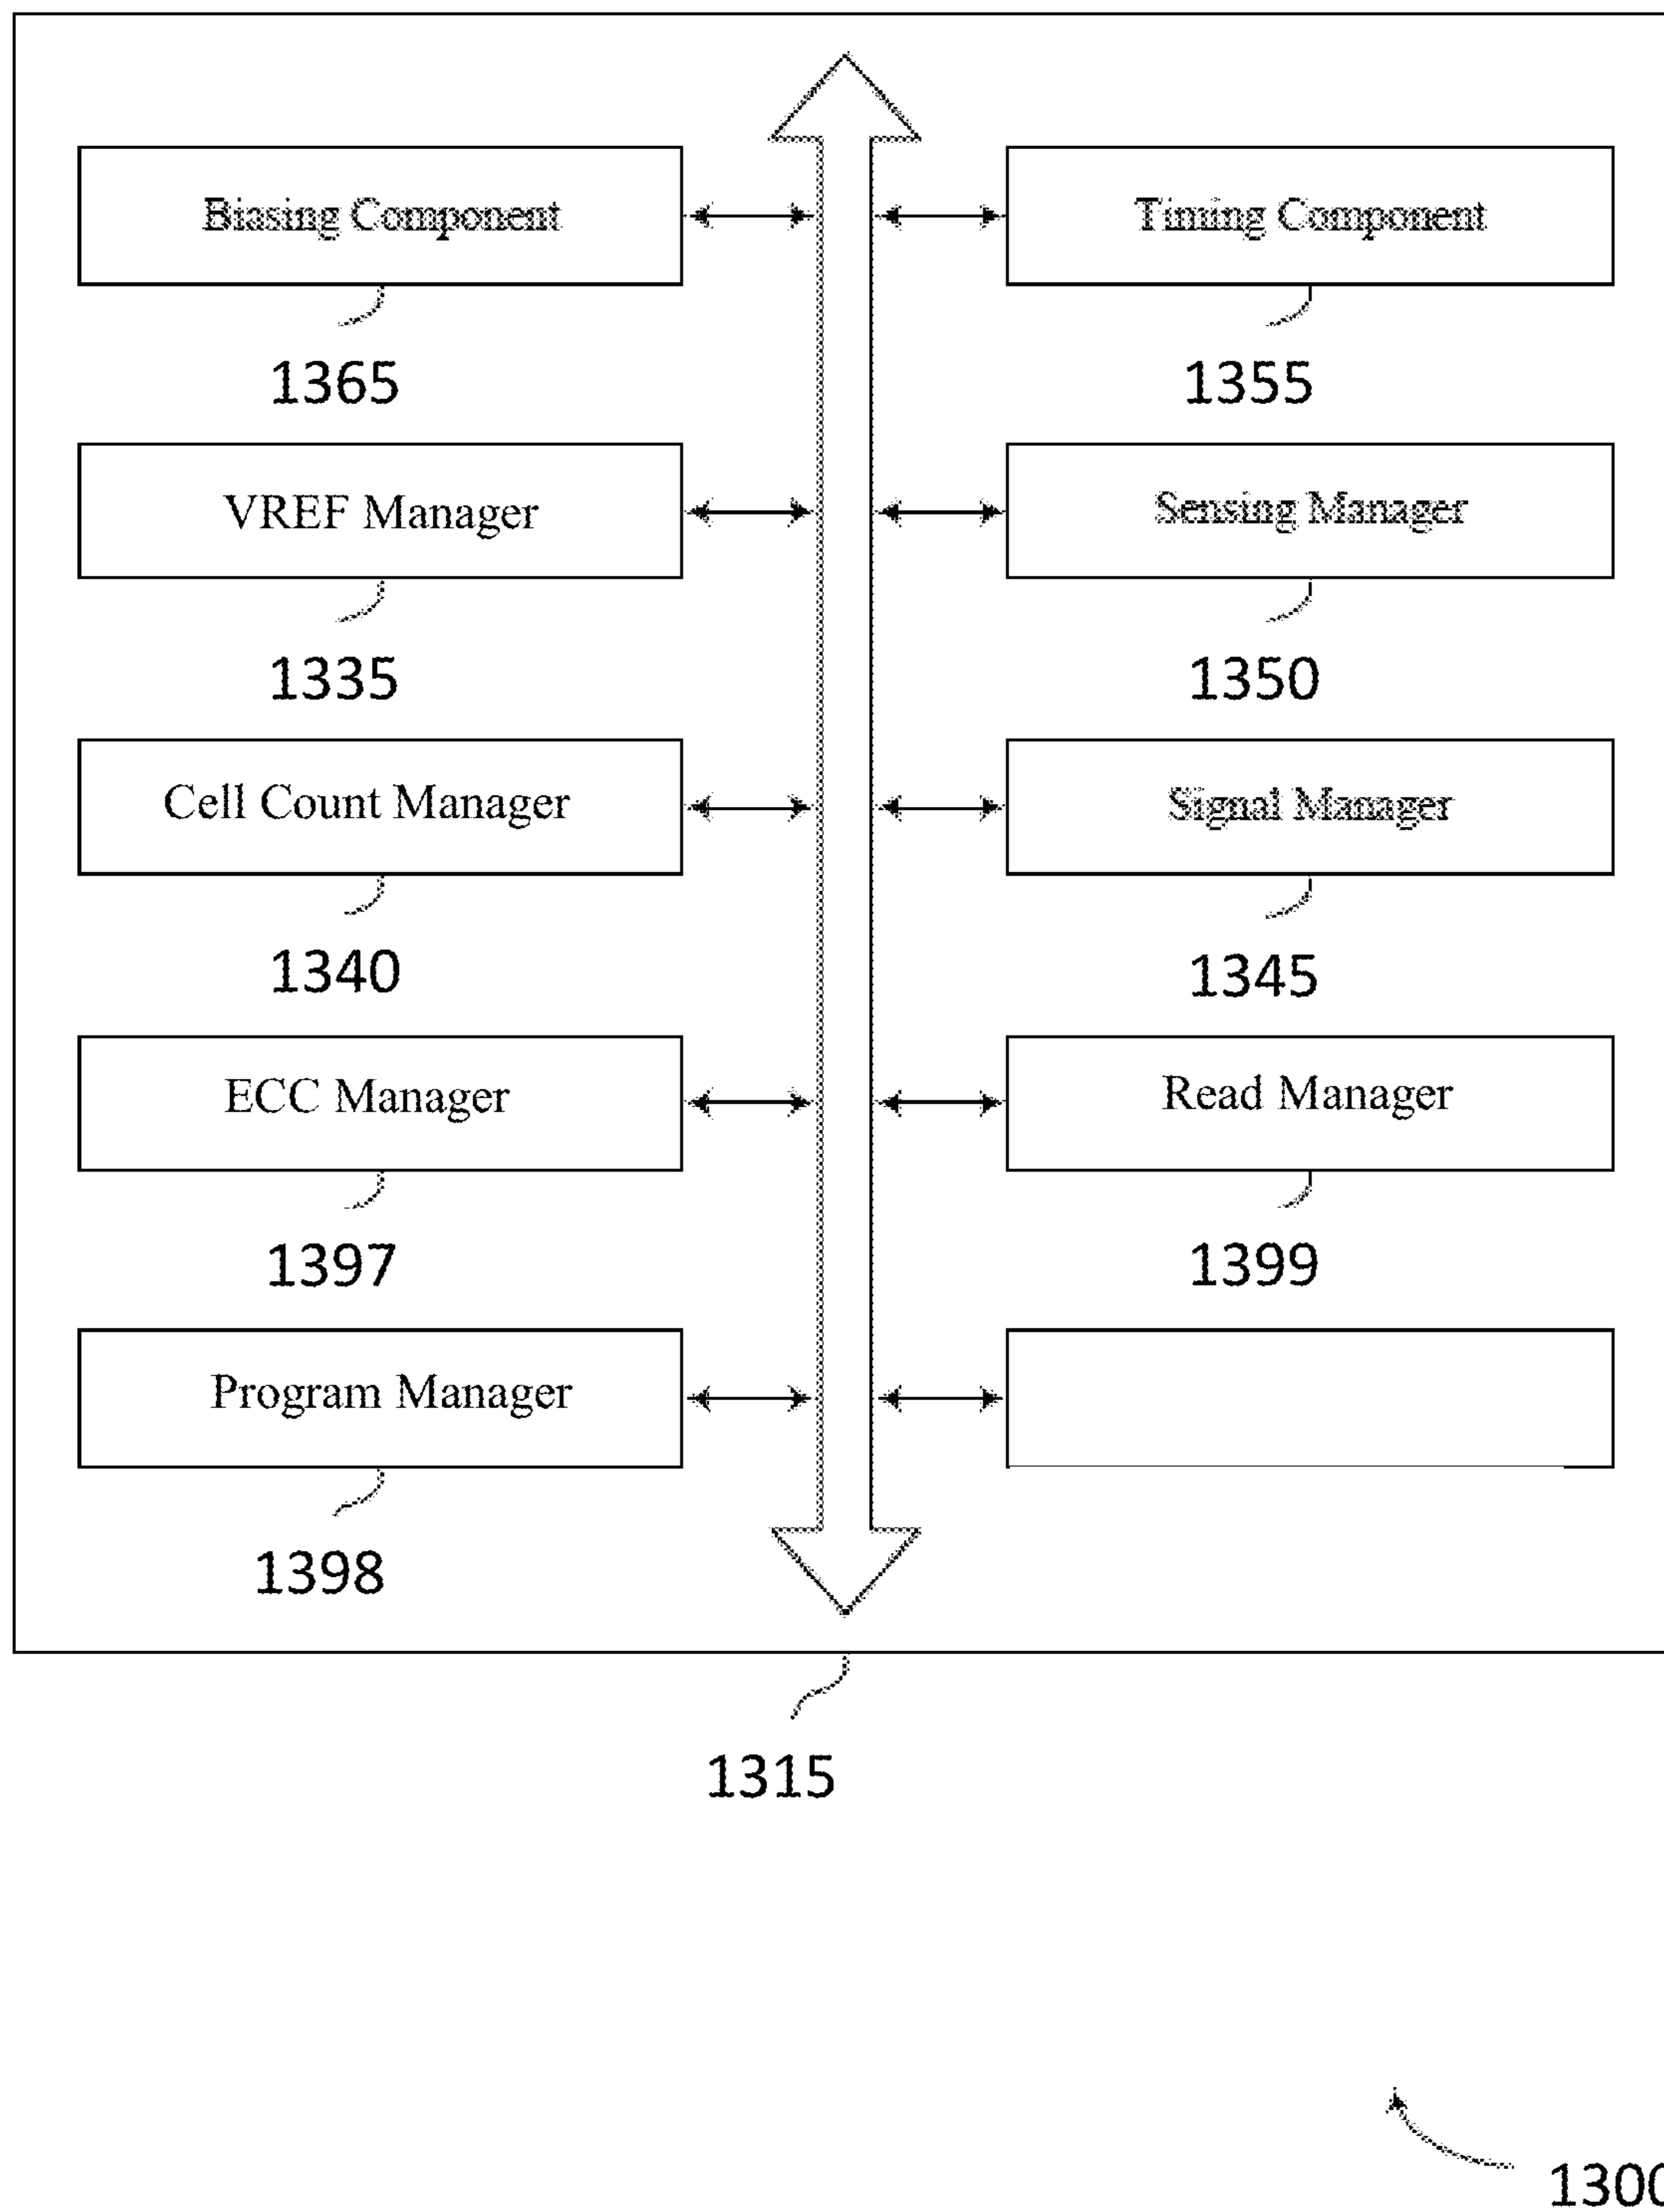 Biasing Component
Timing Component
1365
1355
VREF Manager
Sensing Manager
1335
1350
Cell Count Manager
Signal Manager
1340
1345
ECC Manager
Read Manager
1397
1399
Program Manager
1398
1315
1300